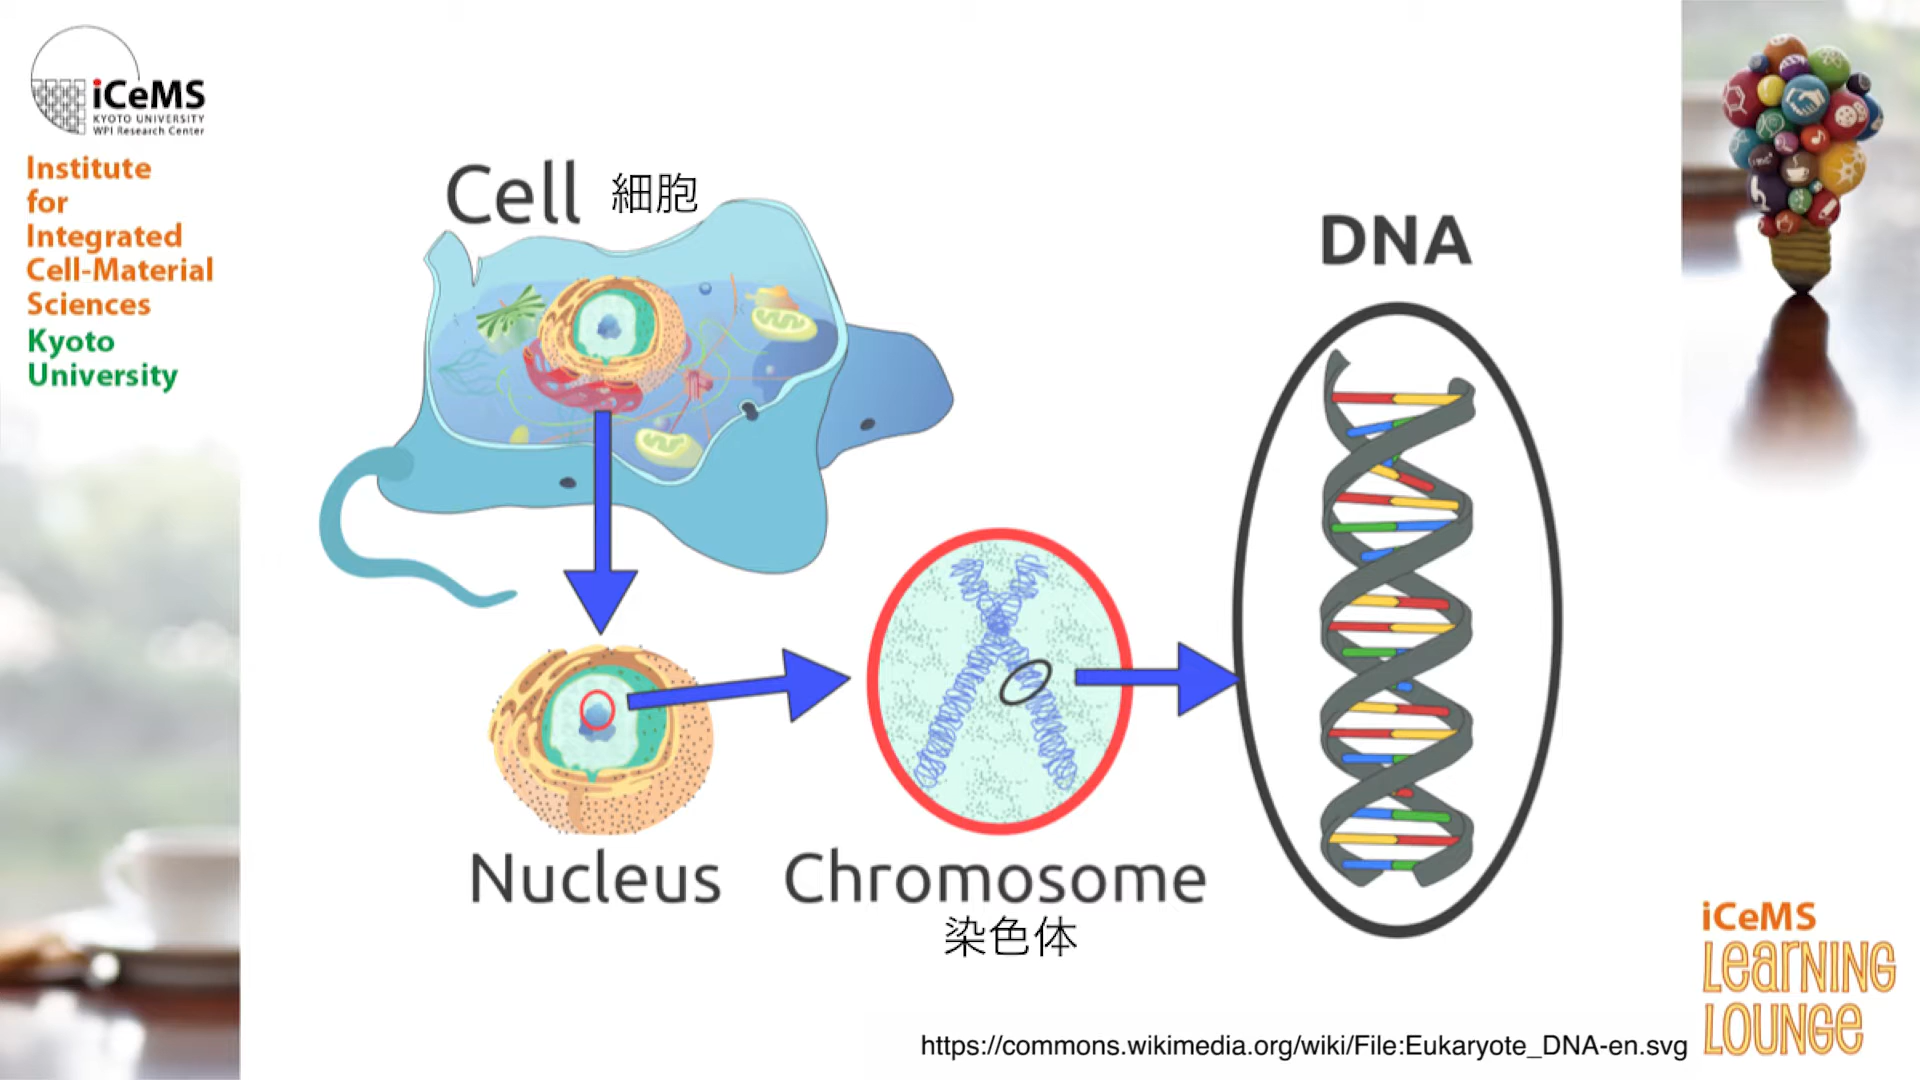 iCeMS
KYOTO UNIVERSITY
WPI Research Center
Institute
for
Integrated
Cell-Material
Sciences
Kyoto
University
Cell 細胞
DNA
Nucleus
Chromosome
染色体
iCeMS
LeaRNING
LOUNGe
https://commons.wikimedia.org/wiki/File:Eukaryote_DNA-en.svg